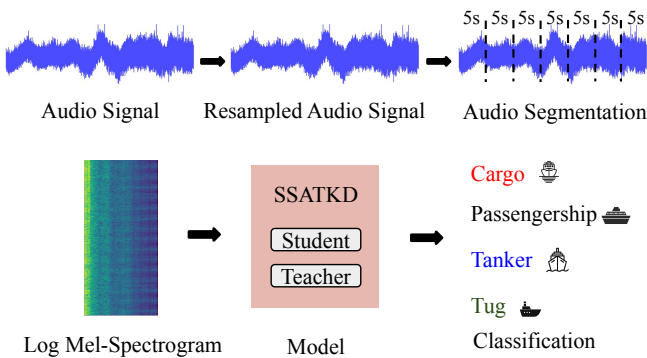 5s 5s 5s 5s 5s 5s 5s
Audio Signal
Resampled Audio Signal
Audio Segmentation
SSATKD
Student
Teacher
Cargo
Passengership
Tanker
Tug
Log Mel-Spectrogram
Model
Classification